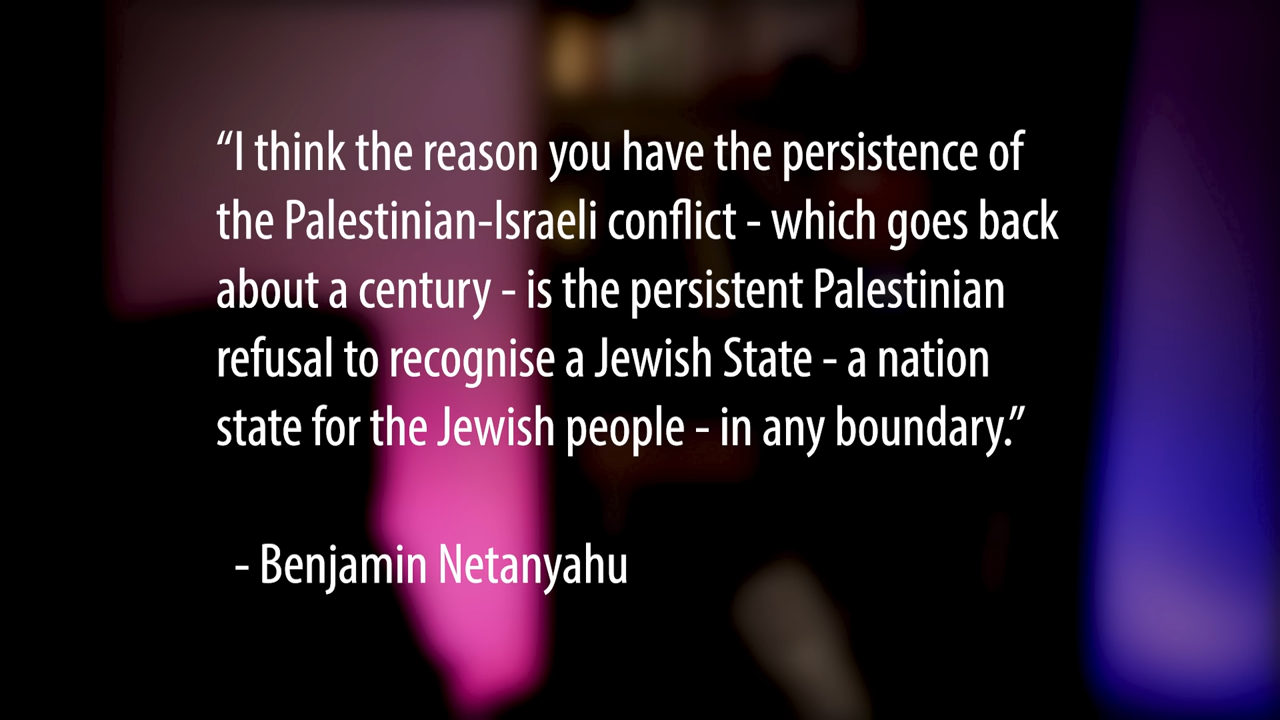 “I think the reason you have the persistence of
the Palestinian-Israeli conflict - which goes back
about a century - is the persistent Palestinian
refusal to recognise a Jewish State - a nation
state for the Jewish people - in any boundary.”
- Benjamin Netanyahu